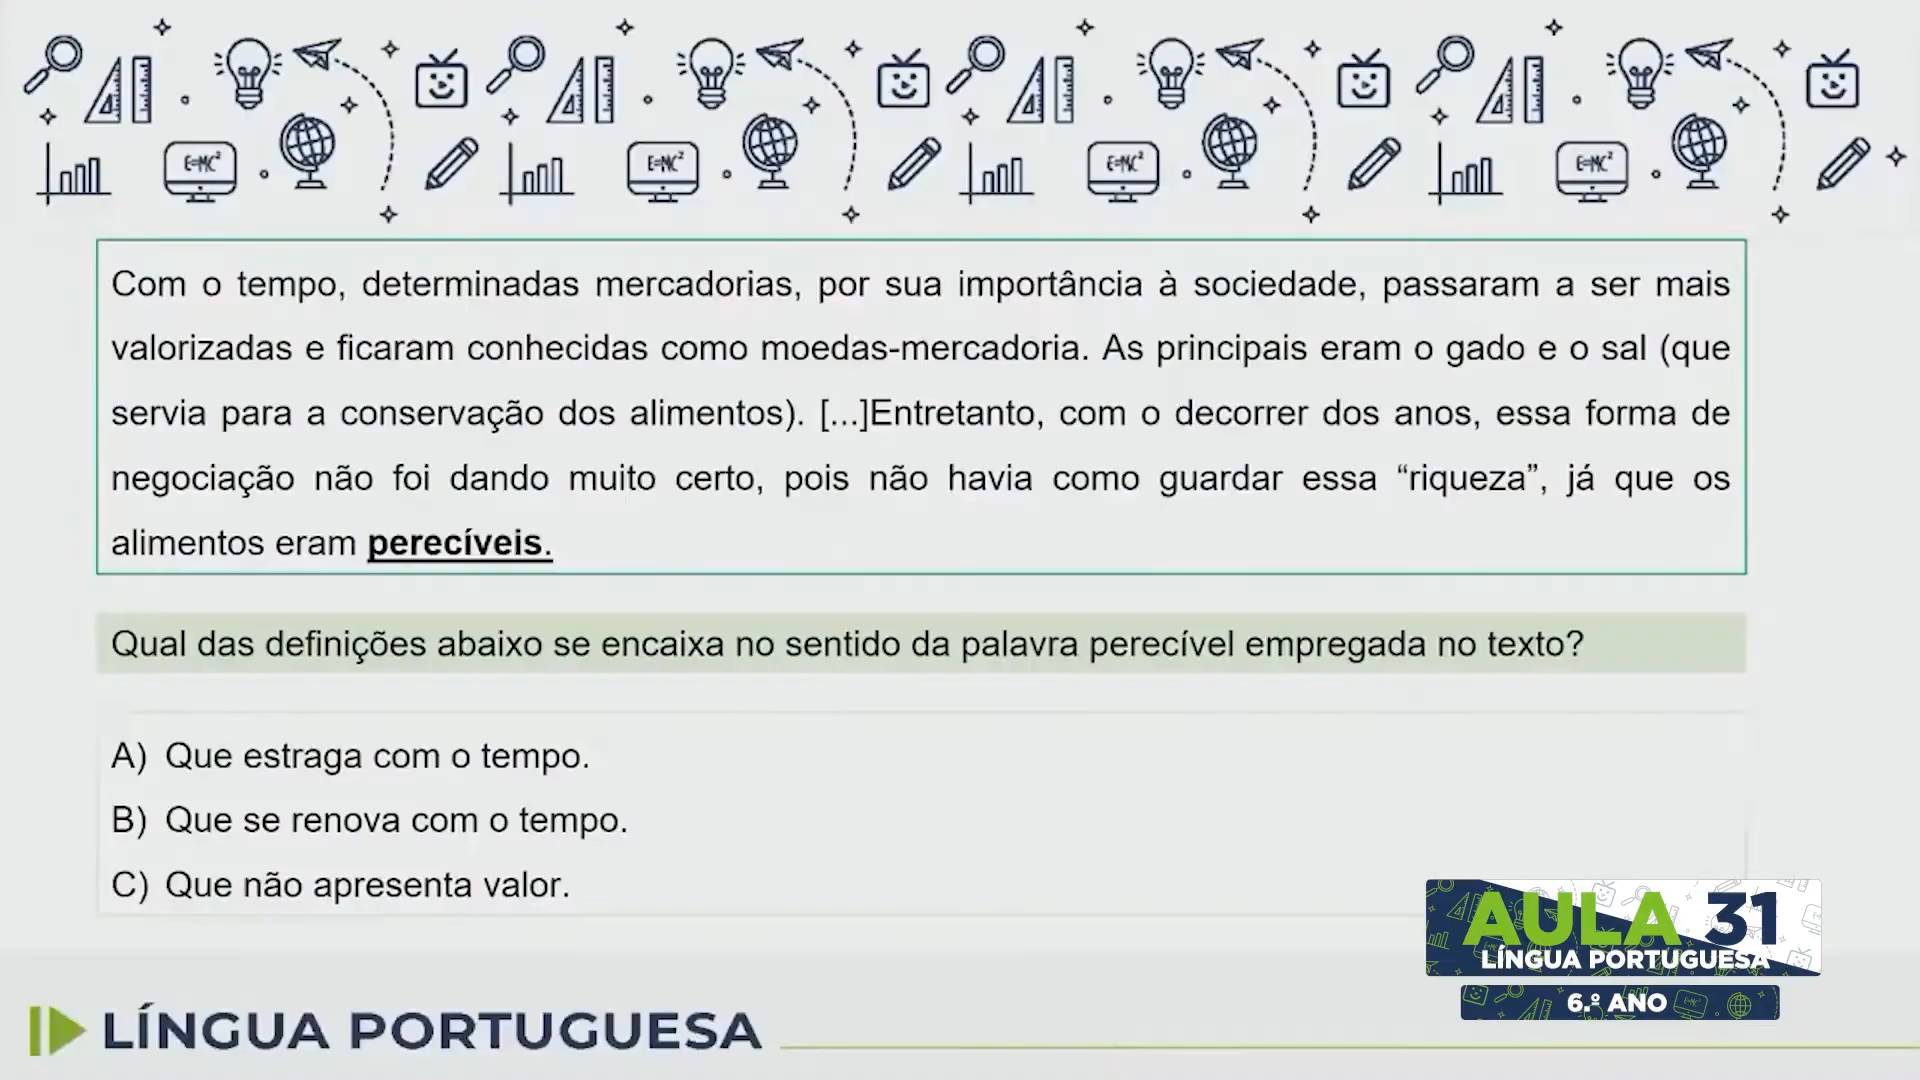 E=MC²
E=MC²
E=MC²
E=MC²
Com o tempo, determinadas mercadorias, por sua importância à sociedade, passaram a ser mais
valorizadas e ficaram conhecidas como moedas-mercadoria. As principais eram o gado e o sal (que
servia para a conservação dos alimentos). [...]Entretanto, com o decorrer dos anos, essa forma de
negociação não foi dando muito certo, pois não havia como guardar essa “riqueza”, já que os
alimentos eram perecíveis.
Qual das definições abaixo se encaixa no sentido da palavra perecível empregada no texto?
A) Que estraga com o tempo.
B) Que se renova com o tempo.
C) Que não apresenta valor.
AULA 31
LÍNGUA PORTUGUESA
6.º ANO
LÍNGUA PORTUGUESA